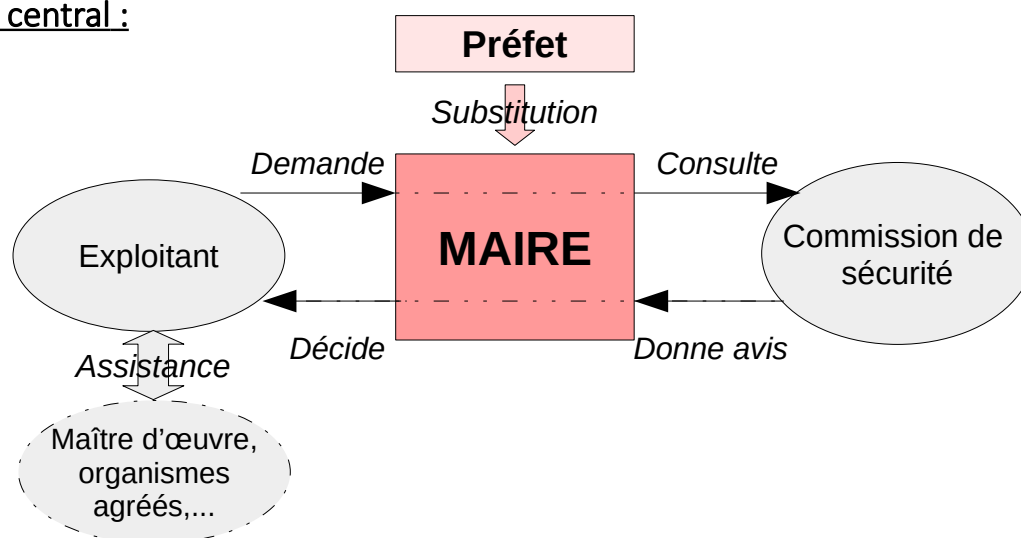 central :
Préfet
Substitution
Demande
Consulte
Exploitant
MAIRE
Commission de
sécurité
Décide
Donne avis
Assistance
Maître d’œuvre,
organismes
agréés,...